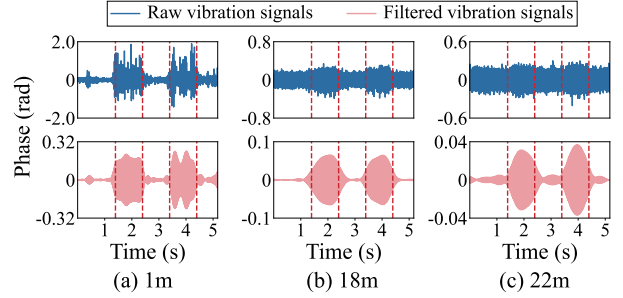 Raw vibration signals Filtered vibration signals
Phase (rad)
2.0 0.8 0.6
0.0 0 0
-2.0 -0.8 -0.6
0.32 0.1 0.04
0 0 0
-0.32 -0.1 -0.04
1 2 3 4 5 1 2 3 4 5 1 2 3 4 5
Time (s) Time (s) Time (s)
(a) 1m (b) 18m (c) 22m